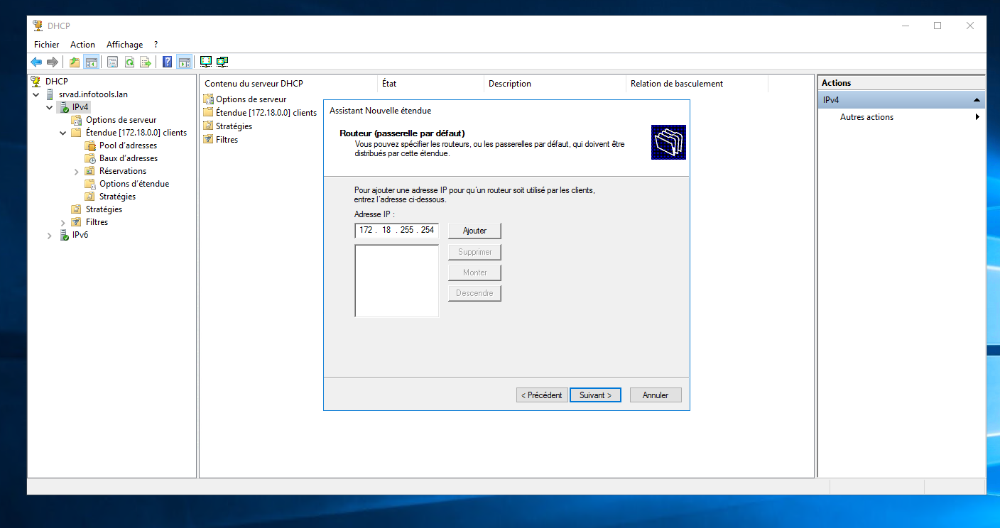 DHCP
Fichier Action Affichage ?
DHCP
srvad.infotools.lan
IPv4
Options de serveur
Étendue [172.18.0.0] clients
Pool d'adresses
Baux d'adresses
Réservations
Options d'étendue
Stratégies
Stratégies
Filtres
IPv6
Contenu du serveur DHCP État Description Relation de basculement
Options de serveur
Étendue [172.18.0.0] clients
Stratégies
Filtres
Assistant Nouvelle étendue
Routeur (passerelle par défaut)
Vous pouvez spécifier les routeurs, ou les passerelles par défaut, qui doivent être
distribués par cette étendue.
Pour ajouter une adresse IP pour qu'un routeur soit utilisé par les clients,
entrez l'adresse ci-dessous.
Adresse IP :
172 . 18 . 255 . 254 Ajouter
Supprimer
Monter
Descendre
< Précédent Suivant > Annuler
Actions
IPv4
Autres actions